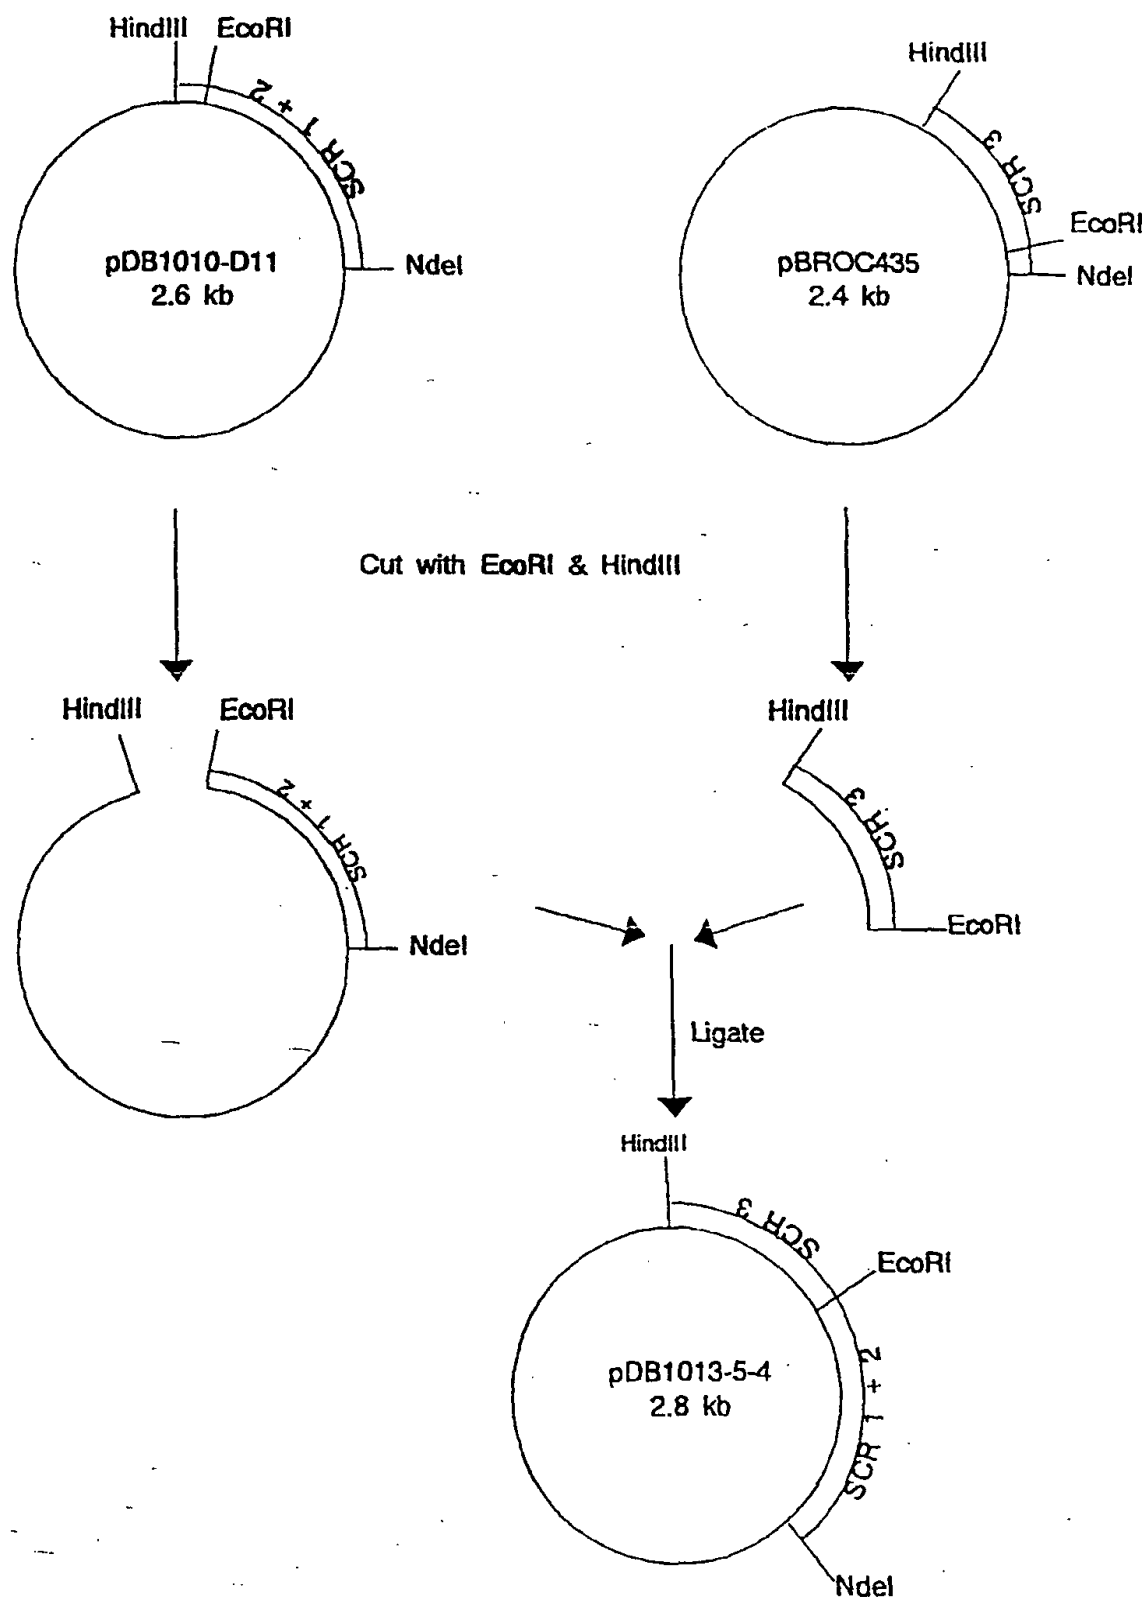 HindIII EcoRI
SCR 1 + 2
pDB1010-D11
2.6 kb
NdeI
HindIII
SCR 3
EcoRI
pBROC435
2.4 kb
NdeI
Cut with EcoRI & HindIII
HindIII EcoRI
SCR 1 + 2
NdeI
HindIII
SCR 3
EcoRI
Ligate
HindIII
SCR 3
EcoRI
pDB1013-5-4
2.8 kb
SCR 1 + 2
NdeI